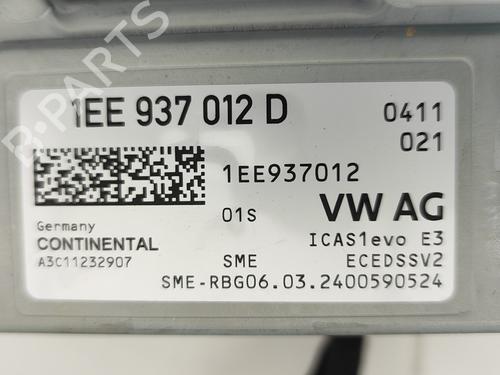 B-PARTS
1EE 937 012 D 0411
021
1EE937012
01S VW AG
Germany
CONTINENTAL ICAS1evo E3
A3C11232907 SME ECEDSSV2
SME-RBG06.03.2400590524